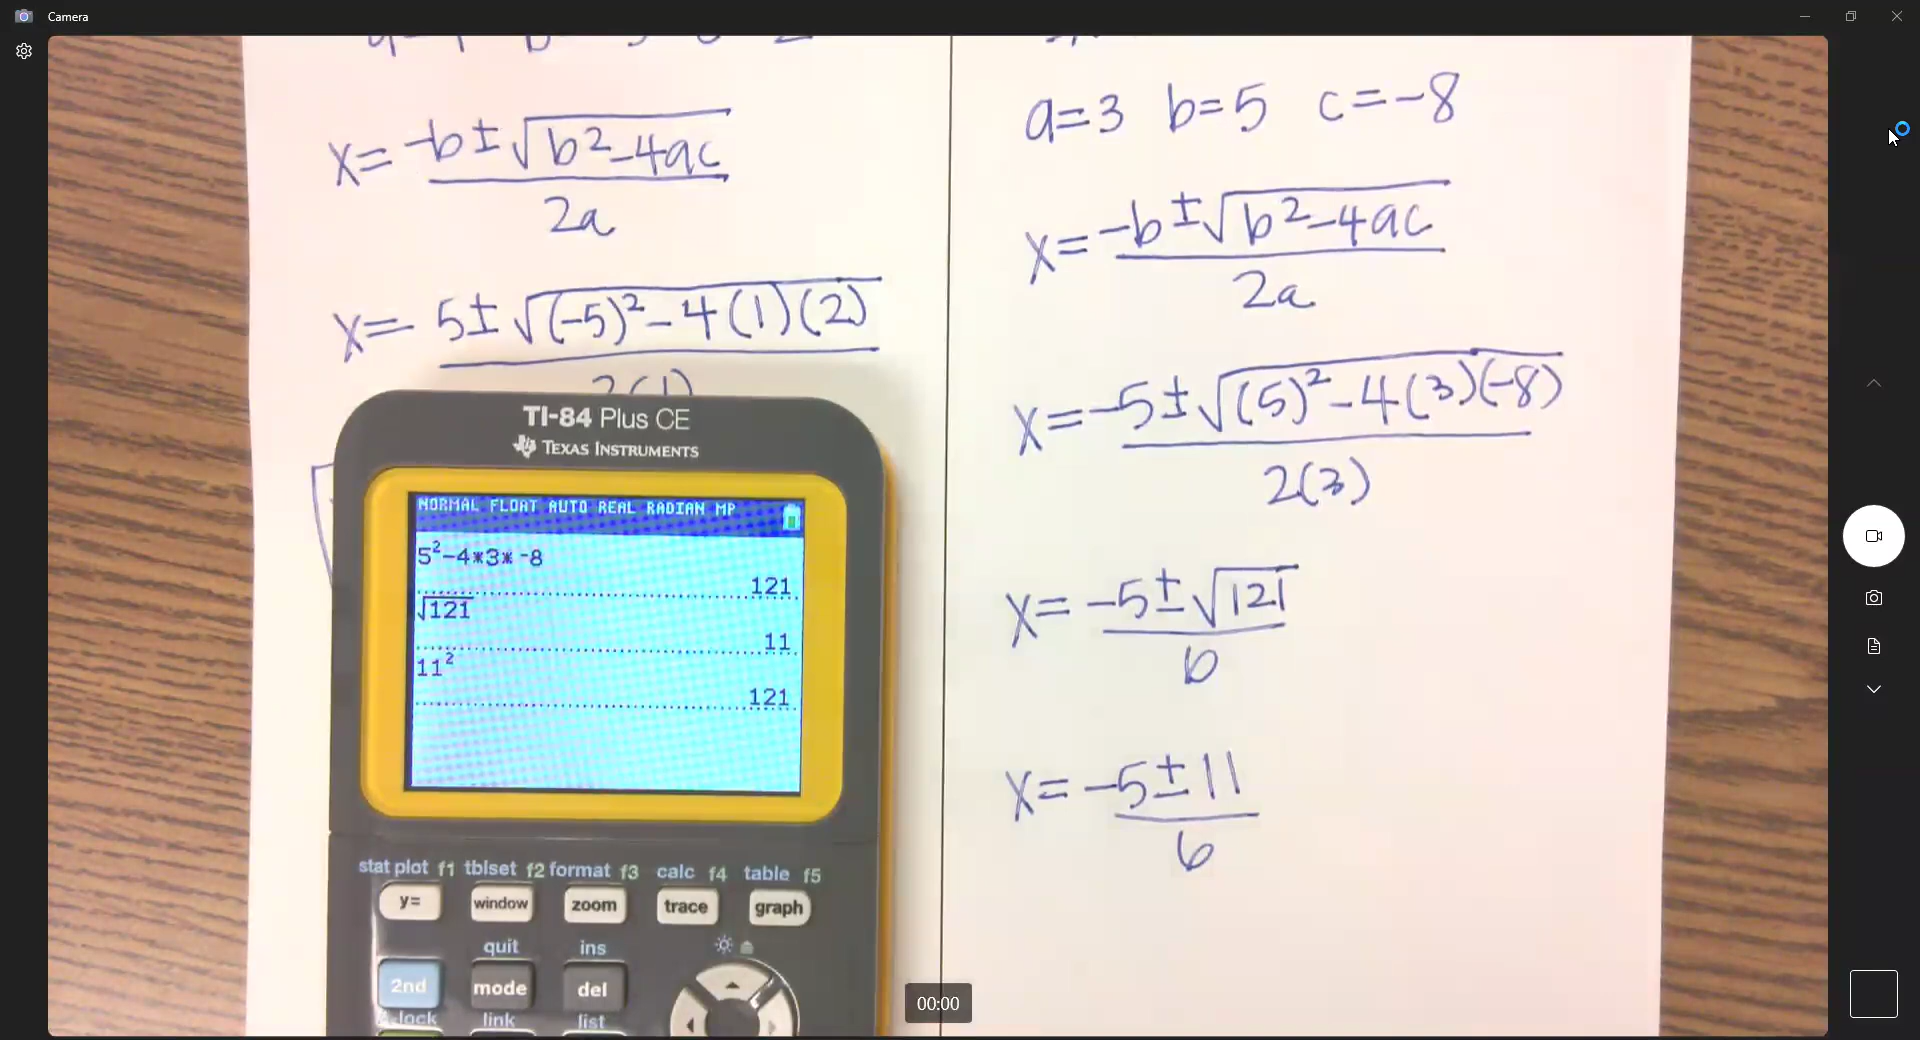 Camera
x = -b ± √b² - 4ac
2a
x = 5 ± √(-5)² - 4(1)(2)
2(1)
a = 3 b = 5 c = -8
x = -b ± √b² - 4ac
2a
x = -5 ± √(5)² - 4(3)(-8)
2(3)
x = -5 ± √121
6
x = -5 ± 11
6
TI-84 Plus CE
TEXAS INSTRUMENTS
NORMAL FLOAT AUTO REAL RADIAN MP
5²-4*3*-8
121
√121
11
11²
121
stat plot f1 tblset f2 format f3 calc f4 table f5
y= window zoom trace graph
quit ins
2nd mode del
A-lock link list
00:00